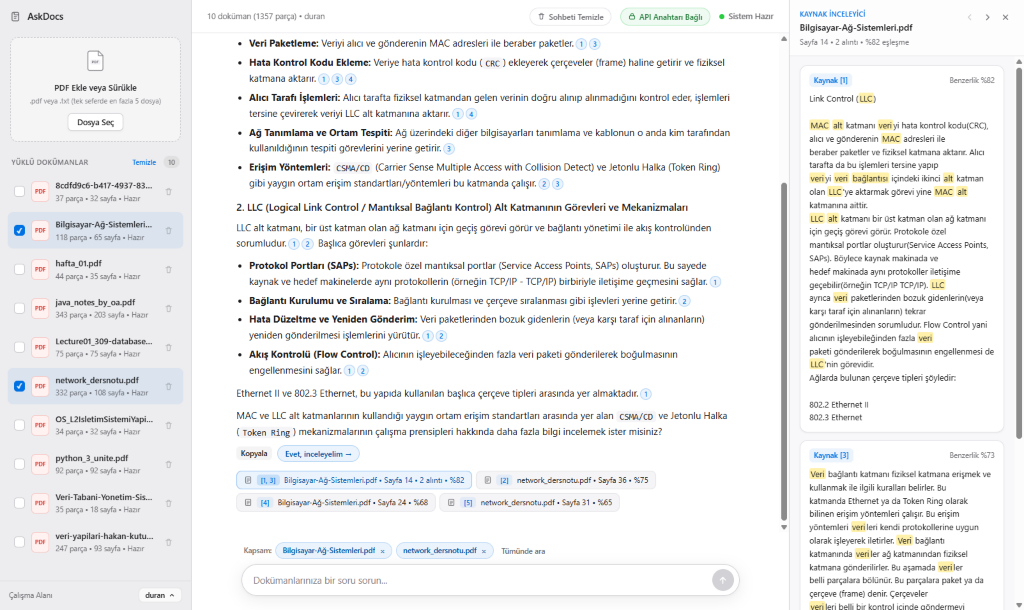 AskDocs
PDF Ekle veya Sürükle
.pdf veya .txt (tek seferde en fazla 5 dosya)
Dosya Seç
YÜKLÜ DOKÜMANLAR
Temizle
10
PDF
8cdfd9c6-b417-4937-83...
37 parça • 32 sayfa • Hazır
PDF
Bilgisayar-Ağ-Sistemleri...
118 parça • 65 sayfa • Hazır
PDF
hafta_01.pdf
44 parça • 35 sayfa • Hazır
PDF
java_notes_by_oa.pdf
343 parça • 203 sayfa • Hazır
PDF
Lecture01_309-database...
75 parça • 75 sayfa • Hazır
PDF
network_dersnotu.pdf
332 parça • 108 sayfa • Hazır
PDF
OS_L2IsletimSistemiYapi...
34 parça • 32 sayfa • Hazır
PDF
python_3_unite.pdf
92 parça • 92 sayfa • Hazır
PDF
Veri-Tabani-Yonetim-Sis...
35 parça • 18 sayfa • Hazır
PDF
veri-yapilari-hakan-kutu...
247 parça • 93 sayfa • Hazır
Çalışma Alanı
duran
10 doküman (1357 parça) • duran
Sohbeti Temizle
API Anahtarı Bağlı
Sistem Hazır
• Veri Paketleme: Veriyi alıcı ve gönderenin MAC adresleri ile beraber paketler. 1 3
• Hata Kontrol Kodu Ekleme: Veriye hata kontrol kodu ( CRC ) ekleyerek çerçeveler (frame) haline getirir ve fiziksel
katmana aktarır. 1 3 4
• Alıcı Tarafı İşlemleri: Alıcı tarafta fiziksel katmandan gelen verinin doğru alınıp alınmadığını kontrol eder, işlemleri
tersine çevirerek veriyi LLC alt katmanına aktarır. 1 4
• Ağ Tanımlama ve Ortam Tespiti: Ağ üzerindeki diğer bilgisayarları tanımlama ve kablonun o anda kim tarafından
kullanıldığının tespiti görevlerini yerine getirir. 3
• Erişim Yöntemleri: CSMA/CD (Carrier Sense Multiple Access with Collision Detect) ve Jetonlu Halka (Token Ring)
gibi yaygın ortam erişim standartları/yöntemleri bu katmanda çalışır. 2 3
2. LLC (Logical Link Control / Mantıksal Bağlantı Kontrol) Alt Katmanının Görevleri ve Mekanizmaları
LLC alt katmanı, bir üst katman olan ağ katmanı için geçiş görevi görür ve bağlantı yönetimi ile akış kontrolünden
sorumludur. 1 2 Başlıca görevleri şunlardır:
• Protokol Portları (SAPs): Protokole özel mantıksal portlar (Service Access Points, SAPs) oluşturur. Bu sayede
kaynak ve hedef makinelerde aynı protokollerin (örneğin TCP/IP - TCP/IP) birbiriyle iletişime geçmesini sağlar. 1
• Bağlantı Kurulumu ve Sıralama: Bağlantı kurulması ve çerçeve sıralanması gibi işlevleri yerine getirir. 2
• Hata Düzeltme ve Yeniden Gönderim: Veri paketlerinden bozuk gidenlerin (veya karşı taraf için alınanların)
yeniden gönderilmesi işlemlerini yürütür. 1 2
• Akış Kontrolü (Flow Control): Alıcının işleyebileceğinden fazla veri paketi gönderilerek boğulmasının
engellenmesini sağlar. 1 2
Ethernet II ve 802.3 Ethernet, bu yapıda kullanılan başlıca çerçeve tipleri arasında yer almaktadır. 1
MAC ve LLC alt katmanlarının kullandığı yaygın ortam erişim standartları arasında yer alan CSMA/CD ve Jetonlu Halka
( Token Ring ) mekanizmalarının çalışma prensipleri hakkında daha fazla bilgi incelemek ister misiniz?
Kopyala
Evet, inceleyelim →
[1, 3] Bilgisayar-Ağ-Sistemleri.pdf • Sayfa 14 • 2 alıntı • %82
[2] network_dersnotu.pdf • Sayfa 36 • %75
[4] Bilgisayar-Ağ-Sistemleri.pdf • Sayfa 24 • %68
[5] network_dersnotu.pdf • Sayfa 31 • %65
Kapsam:
Bilgisayar-Ağ-Sistemleri.pdf ×
network_dersnotu.pdf ×
Tümünde ara
Dokümanlarınıza bir soru sorun...
KAYNAK İNCELEYİCİ
Bilgisayar-Ağ-Sistemleri.pdf
Sayfa 14 • 2 alıntı • %82 eşleşme
Kaynak [1]
Benzerlik %82
Link Control (LLC)
MAC alt katmanı veriyi hata kontrol kodu(CRC),
alıcı ve gönderenin MAC adresleri ile
beraber paketler ve fiziksel katmana aktarır. Alıcı
tarafta da bu işlemleri tersine yapıp
veriyi veri bağlantısı içindeki ikinci alt katman
olan LLC'ye aktarmak görevi yine MAC alt
katmanına aittir.
LLC alt katmanı bir üst katman olan ağ katmanı
için geçiş görevi görür. Protokole özel
mantıksal portlar oluşturur(Service Access Points,
SAPs). Böylece kaynak makinada ve
hedef makinada aynı protokoller iletişime
geçebilir(örneğin TCP/IP TCP/IP). LLC
ayrıca veri paketlerinden bozuk gidenlerin(veya
karşı taraf için alınanların) tekrar
gönderilmesinden sorumludur. Flow Control yani
alıcının işleyebileğinden fazla veri
paketi gönderilerek boğulmasının engellenmesi de
LLC'nin görevidir.
Ağlarda bulunan çerçeve tipleri şöyledir:
802.2 Ethernet II
802.3 Ethernet
Kaynak [3]
Benzerlik %73
Veri bağlantı katmanı fiziksel katmana erişmek ve
kullanmak ile ilgili kuralları belirler. Bu
katmanda Ethernet ya da Token Ring olarak
bilinen erişim yöntemleri çalışır. Bu erişim
yöntemleri verileri kendi protokollerine uygun
olarak işleyerek iletirler. Veri bağlantı
katmanında veriler ağ katmanından fiziksel
katmana gönderilirler. Bu aşamada veriler
belli parçalara bölünür. Bu parçalara paket ya da
çerçeve (frame) denir. Çerçeveler
verileri belli bir kontrol içinde göndermeyi